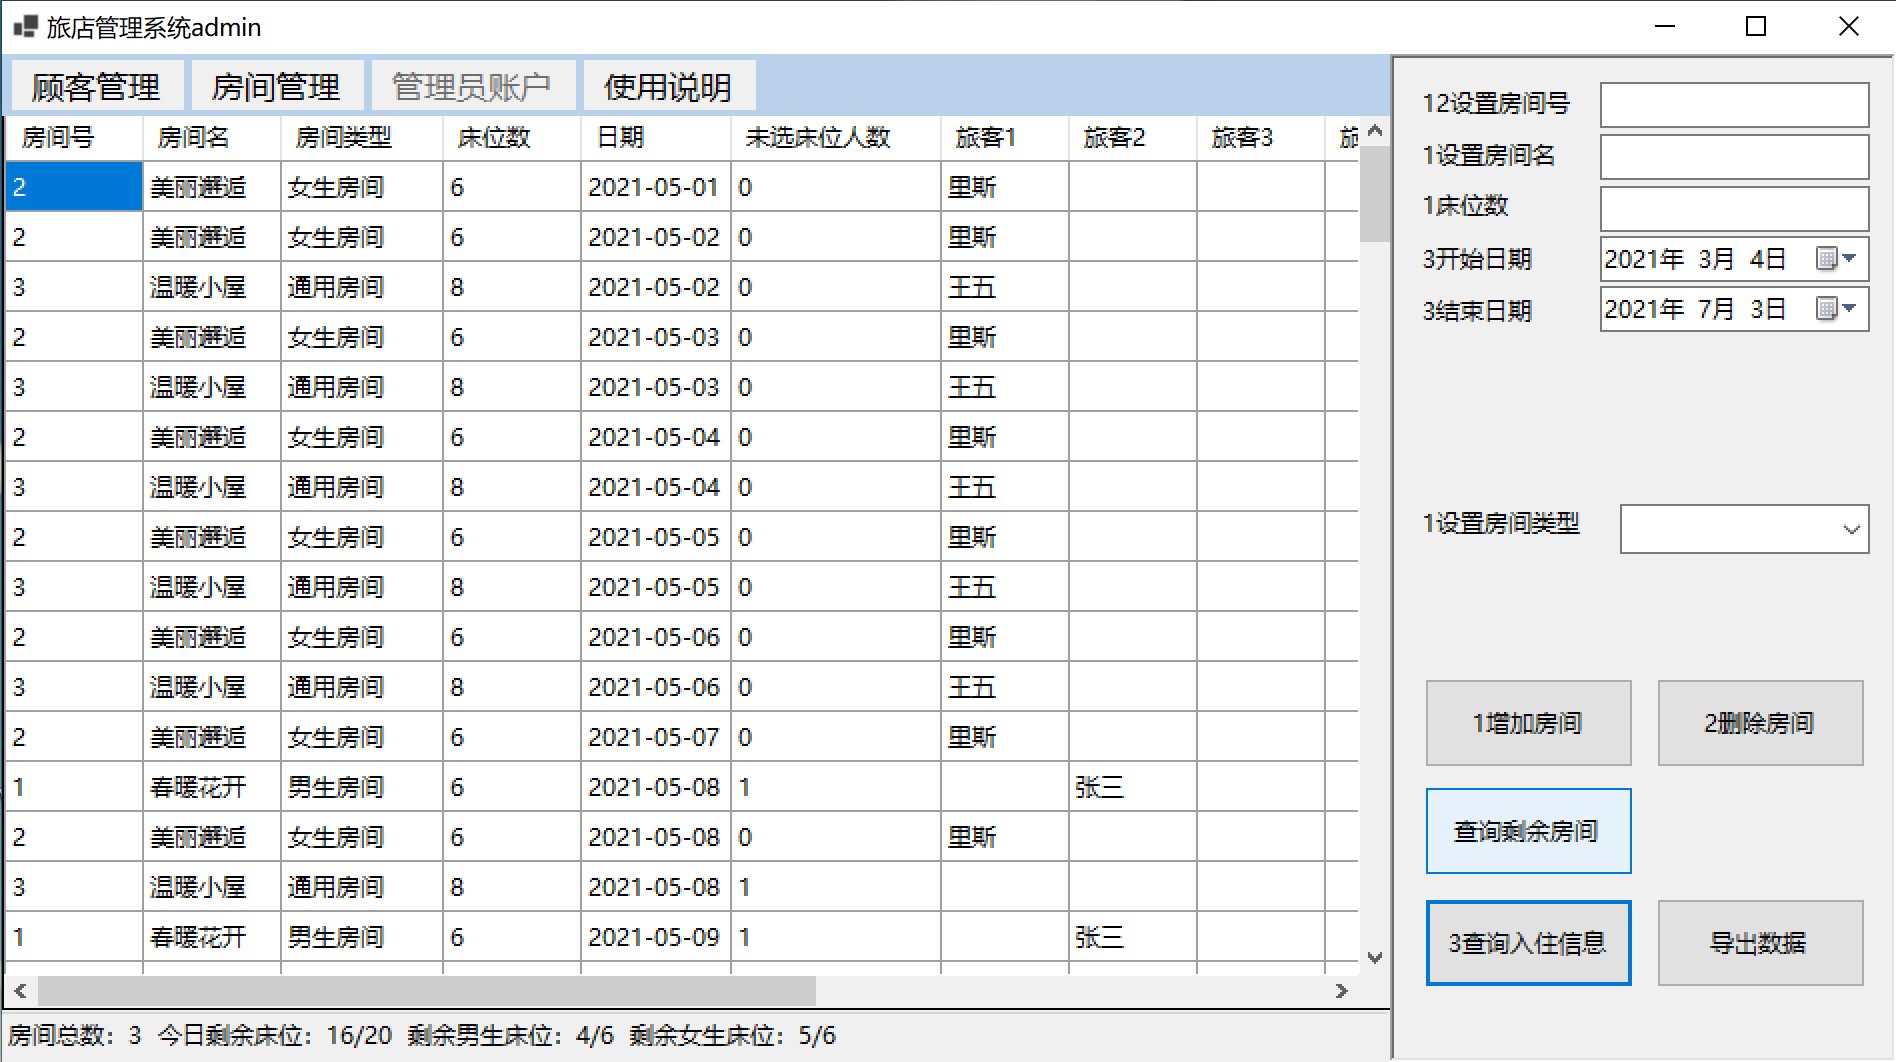 旅店管理系统admin
顾客管理 房间管理 管理员账户 使用说明
房间号 房间名 房间类型 床位数 日期 未选床位人数 旅客1 旅客2 旅客3 旅
2 美丽邂逅 女生房间 6 2021-05-01 0 里斯
2 美丽邂逅 女生房间 6 2021-05-02 0 里斯
3 温暖小屋 通用房间 8 2021-05-02 0 王五
2 美丽邂逅 女生房间 6 2021-05-03 0 里斯
3 温暖小屋 通用房间 8 2021-05-03 0 王五
2 美丽邂逅 女生房间 6 2021-05-04 0 里斯
3 温暖小屋 通用房间 8 2021-05-04 0 王五
2 美丽邂逅 女生房间 6 2021-05-05 0 里斯
3 温暖小屋 通用房间 8 2021-05-05 0 王五
2 美丽邂逅 女生房间 6 2021-05-06 0 里斯
3 温暖小屋 通用房间 8 2021-05-06 0 王五
2 美丽邂逅 女生房间 6 2021-05-07 0 里斯
1 春暖花开 男生房间 6 2021-05-08 1 张三
2 美丽邂逅 女生房间 6 2021-05-08 0 里斯
3 温暖小屋 通用房间 8 2021-05-08 1
1 春暖花开 男生房间 6 2021-05-09 1 张三
房间总数：3 今日剩余床位：16/20 剩余男生床位：4/6 剩余女生床位：5/6
12设置房间号
1设置房间名
1床位数
3开始日期 2021年 3月 4日
3结束日期 2021年 7月 3日
1设置房间类型
1增加房间 2删除房间
查询剩余房间
3查询入住信息 导出数据